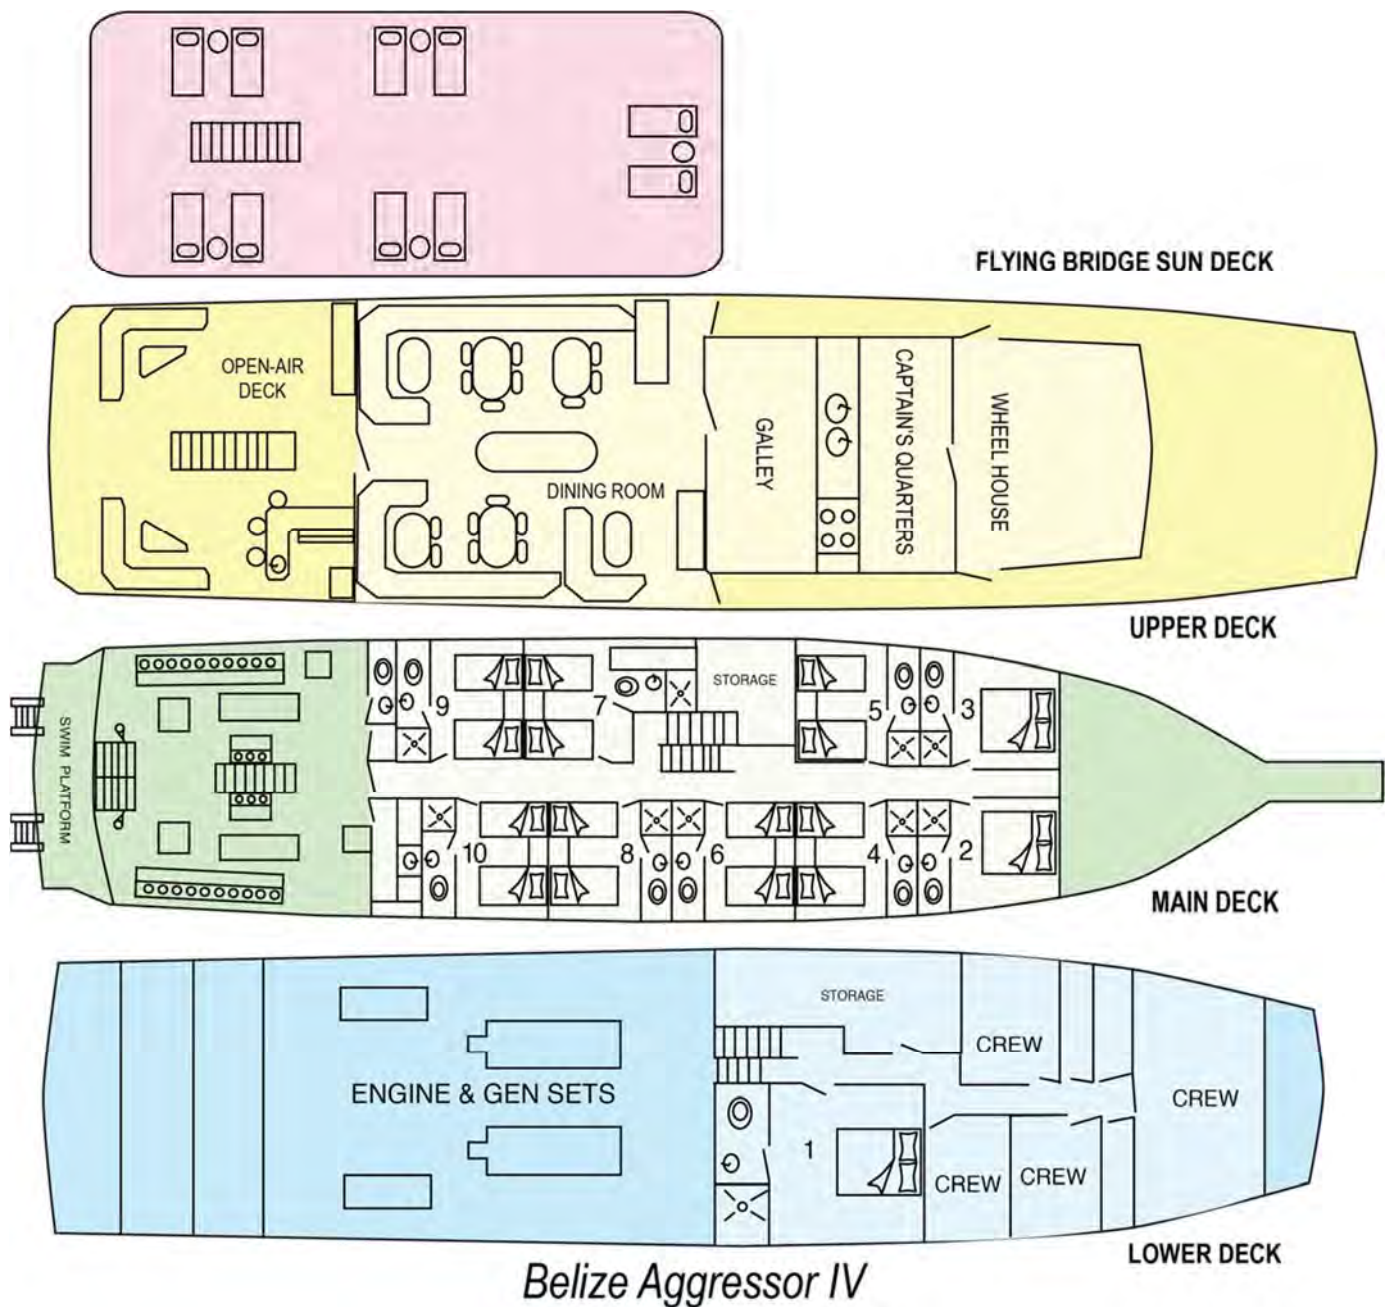 FLYING BRIDGE SUN DECK
OPEN-AIR
DECK
DINING ROOM
GALLEY
CAPTAIN'S QUARTERS
WHEEL HOUSE
UPPER DECK
SWIM PLATFORM
9
7
STORAGE
5
3
10
8
6
4
2
MAIN DECK
STORAGE
CREW
ENGINE & GEN SETS
CREW
1
CREW
CREW
LOWER DECK
Belize Aggressor IV